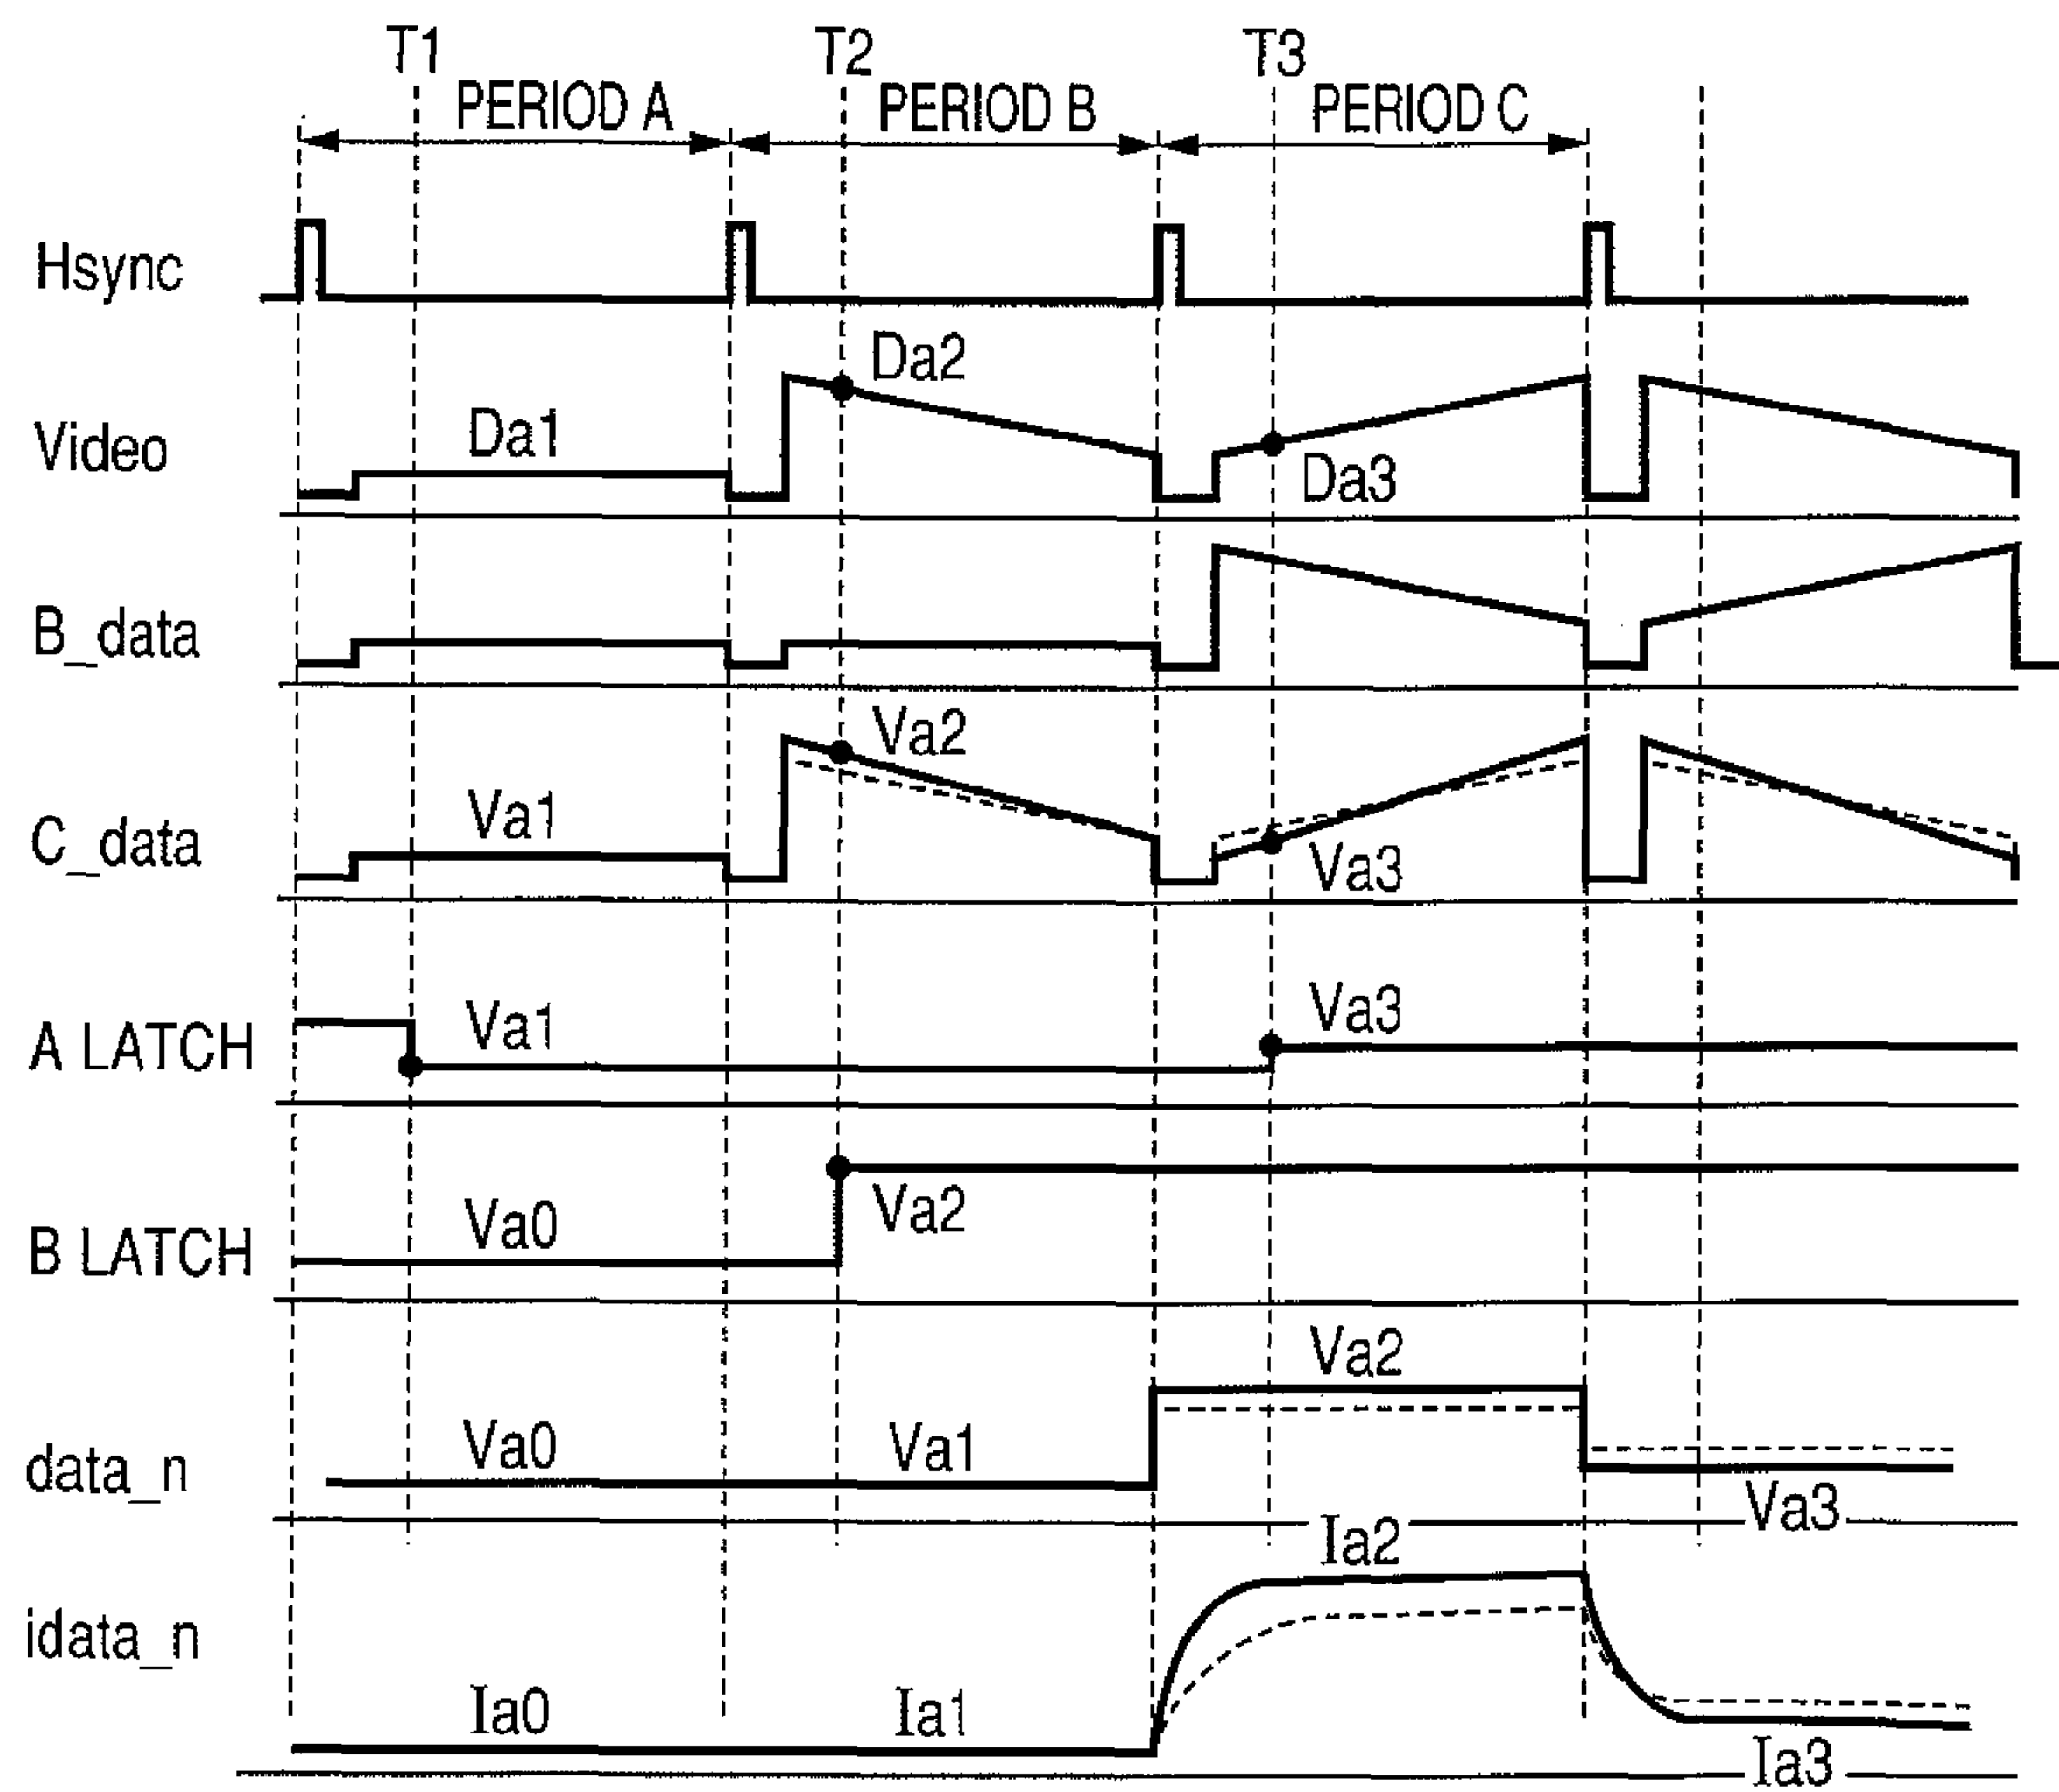 T1 T2 T3
PERIOD A PERIOD B PERIOD C
Hsync
Da2
Video Da1 Da3
B_data
Va2
C_data Va1 Va3
A LATCH Va1 Va3
B LATCH Va0 Va2
Va2
data_n Va0 Va1 Va3
Ia2
idata_n Ia0 Ia1 Ia3